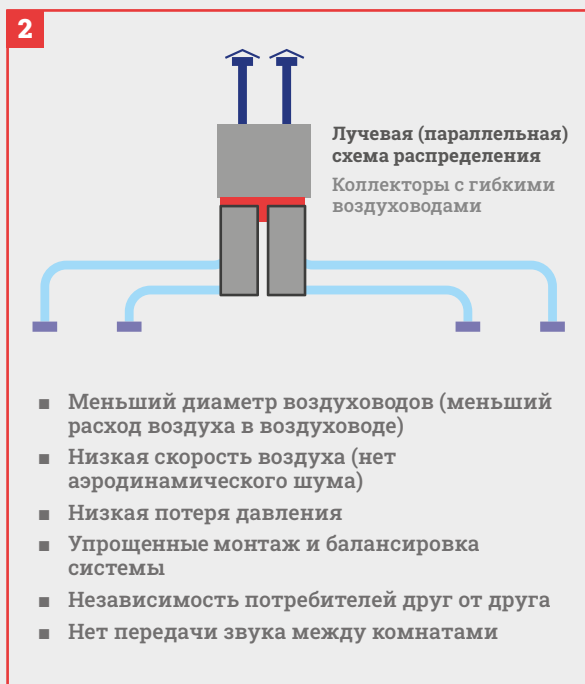 2
Лучевая (параллельная)
схема распределения
Коллекторы с гибкими
воздуховодами
■ Меньший диаметр воздуховодов (меньший
расход воздуха в воздуховоде)
■ Низкая скорость воздуха (нет
аэродинамического шума)
■ Низкая потеря давления
■ Упрощенные монтаж и балансировка
системы
■ Независимость потребителей друг от друга
■ Нет передачи звука между комнатами